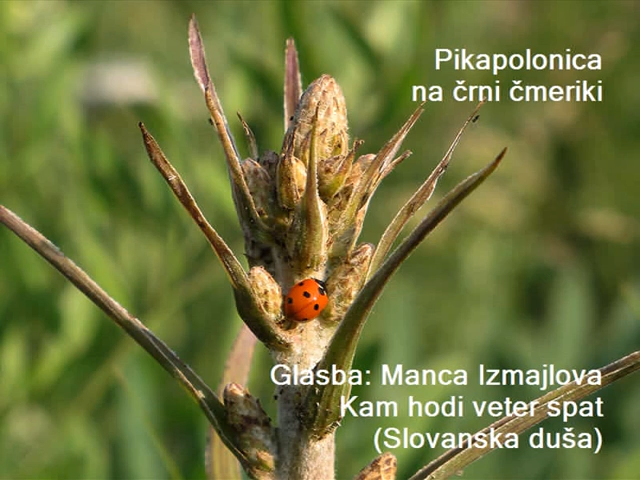 Pikapolonica
na črni čmeriki
Glasba: Manca Izmajlova
Kam hodi veter spat
(Slovanska duša)